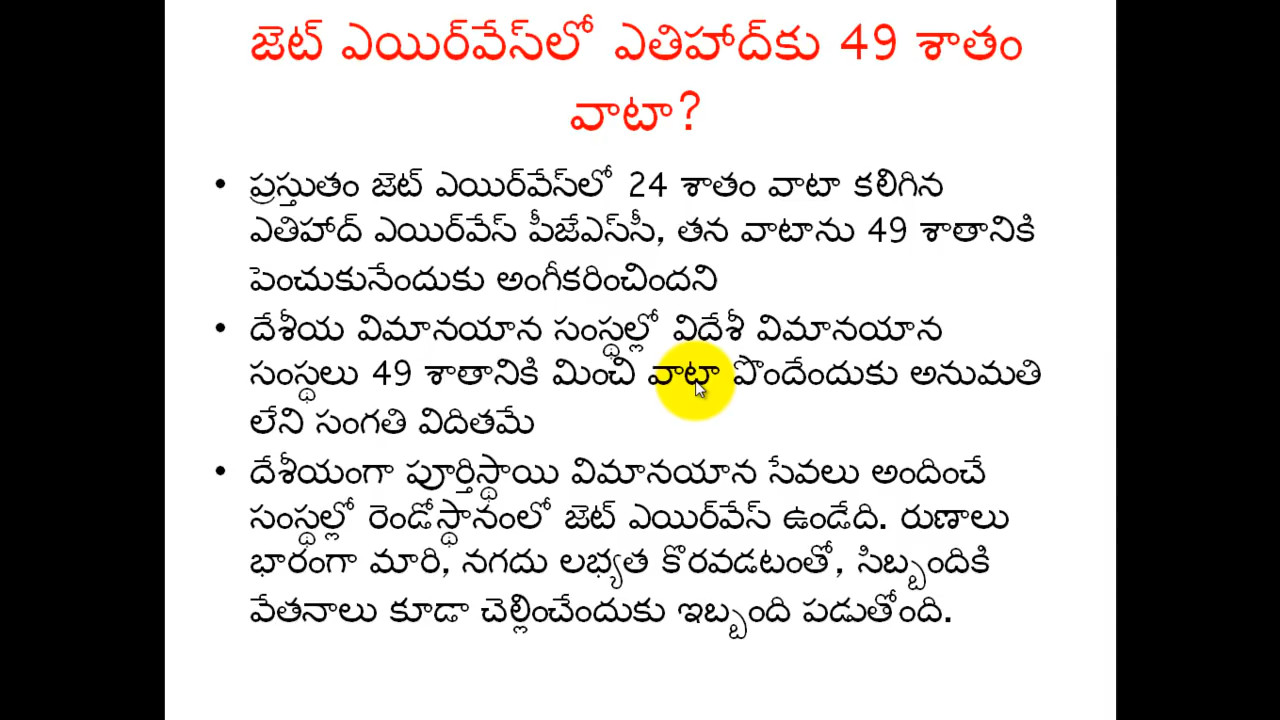 జెట్ ఎయిర్‌వేస్‌లో ఎతిహాద్‌కు 49 శాతం
వాటా?
• ప్రస్తుతం జెట్ ఎయిర్‌వేస్‌లో 24 శాతం వాటా కలిగిన
ఎతిహాద్ ఎయిర్‌వేస్ పీజేఎస్‌సీ, తన వాటాను 49 శాతానికి
పెంచుకునేందుకు అంగీకరించిందని
• దేశీయ విమానయాన సంస్థల్లో విదేశీ విమానయాన
సంస్థలు 49 శాతానికి మించి వాటా పొందేందుకు అనుమతి
లేని సంగతి విదితమే
• దేశీయంగా పూర్తిస్థాయి విమానయాన సేవలు అందించే
సంస్థల్లో రెండోస్థానంలో జెట్ ఎయిర్‌వేస్ ఉండేది. రుణాలు
భారంగా మారి, నగదు లభ్యత కొరవడటంతో, సిబ్బందికి
వేతనాలు కూడా చెల్లించేందుకు ఇబ్బంది పడుతోంది.